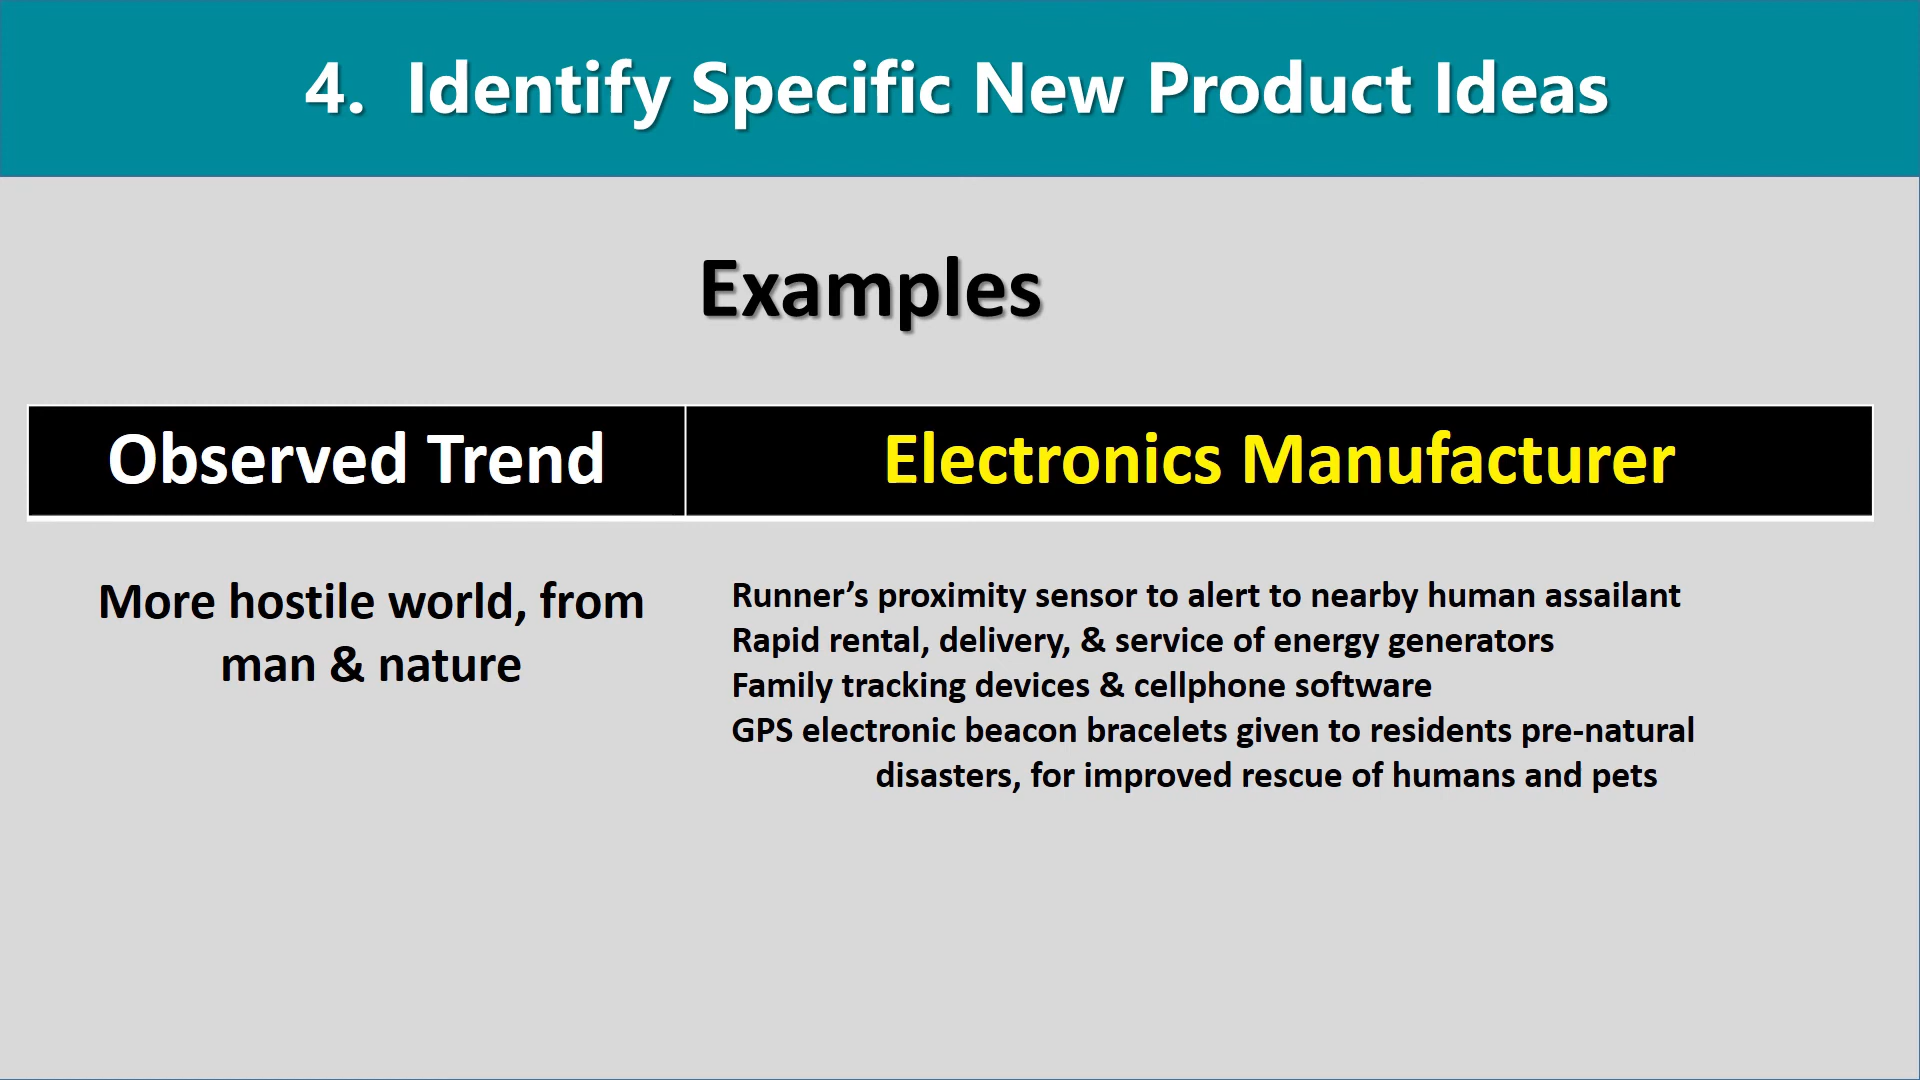 4. Identify Specific New Product Ideas
Examples
Observed Trend
Electronics Manufacturer
More hostile world, from
man & nature
Runner’s proximity sensor to alert to nearby human assailant
Rapid rental, delivery, & service of energy generators
Family tracking devices & cellphone software
GPS electronic beacon bracelets given to residents pre-natural
disasters, for improved rescue of humans and pets